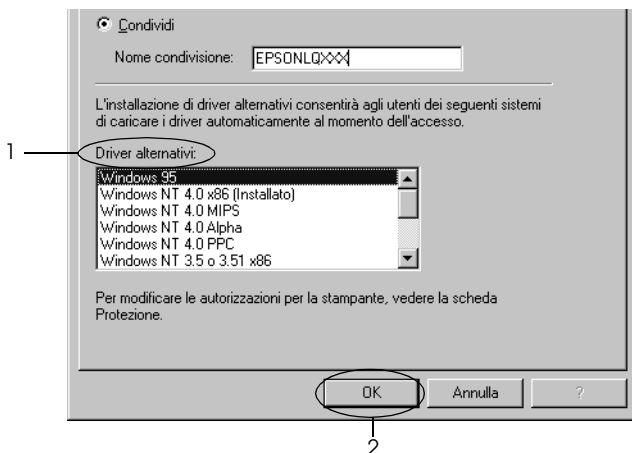 Condividi
Nome condivisione: EPSONLQXXX
L'installazione di driver alternativi consentirà agli utenti dei seguenti sistemi
di caricare i driver automaticamente al momento dell'accesso.
1
Driver alternativi:
Windows 95
Windows NT 4.0 x86 (Installato)
Windows NT 4.0 MIPS
Windows NT 4.0 Alpha
Windows NT 4.0 PPC
Windows NT 3.5 o 3.51 x86
Per modificare le autorizzazioni per la stampante, vedere la scheda
Protezione.
OK Annulla ?
2